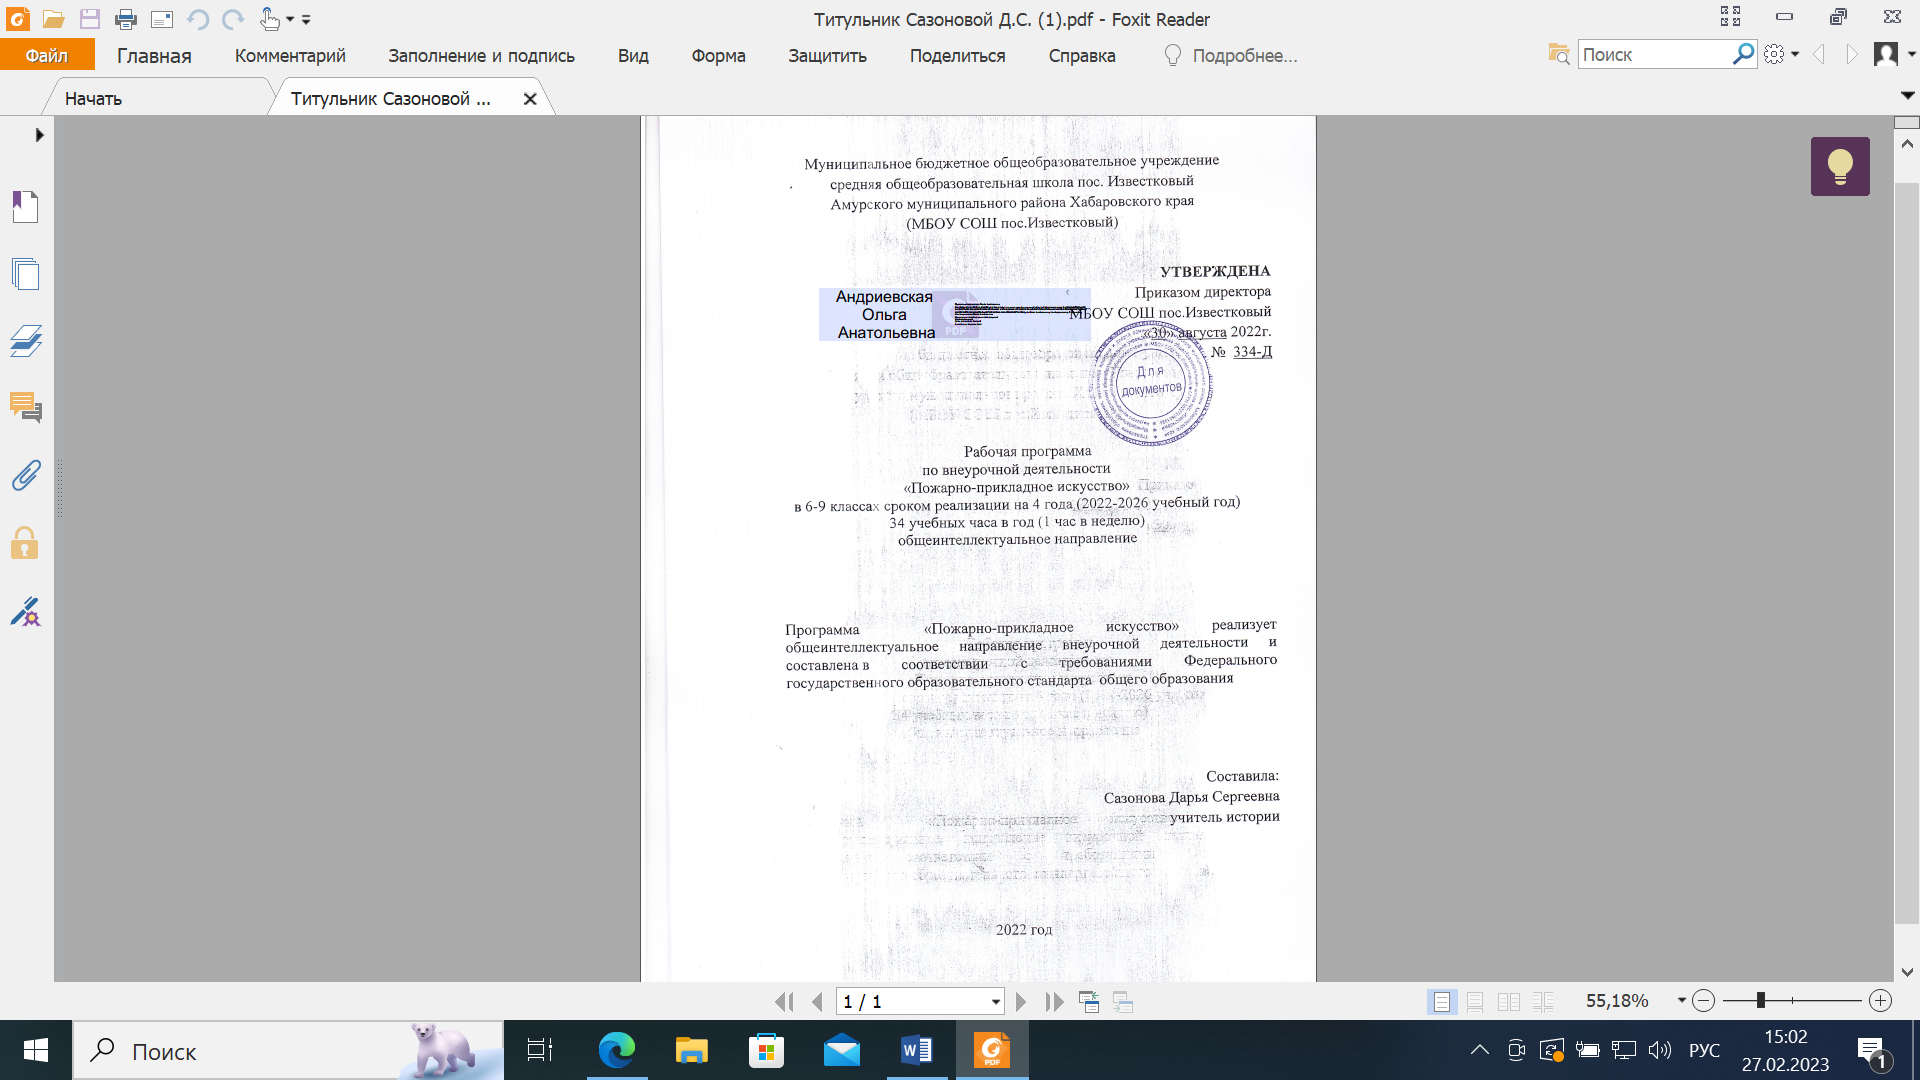 Титульник Сазоновой Д.С. (1).pdf - Foxit Reader
Файл Главная Комментарий Заполнение и подпись Вид Форма Защитить Поделиться Справка Подробнее... Поиск
Начать Титульник Сазоновой ...
Муниципальное бюджетное общеобразовательное учреждение
средняя общеобразовательная школа пос. Известковый
Амурского муниципального района Хабаровского края
(МБОУ СОШ пос.Известковый)
УТВЕРЖДЕНА
Приказом директора
МБОУ СОШ пос.Известковый
«30» августа 2022г.
№ 334-Д
Андриевская
Ольга
Анатольевна
PDF
Для
документов
Рабочая программа
по внеурочной деятельности
«Пожарно-прикладное искусство»
в 6-9 классах сроком реализации на 4 года (2022-2026 учебный год)
34 учебных часа в год (1 час в неделю)
общеинтеллектуальное направление
Программа «Пожарно-прикладное искусство» реализует
общеинтеллектуальное направление внеурочной деятельности и
составлена в соответствии с требованиями Федерального
государственного образовательного стандарта общего образования
Составила:
Сазонова Дарья Сергеевна
учитель истории
2022 год
1 / 1
55,18%
Поиск
PDF
РУС
15:02
27.02.2023
1